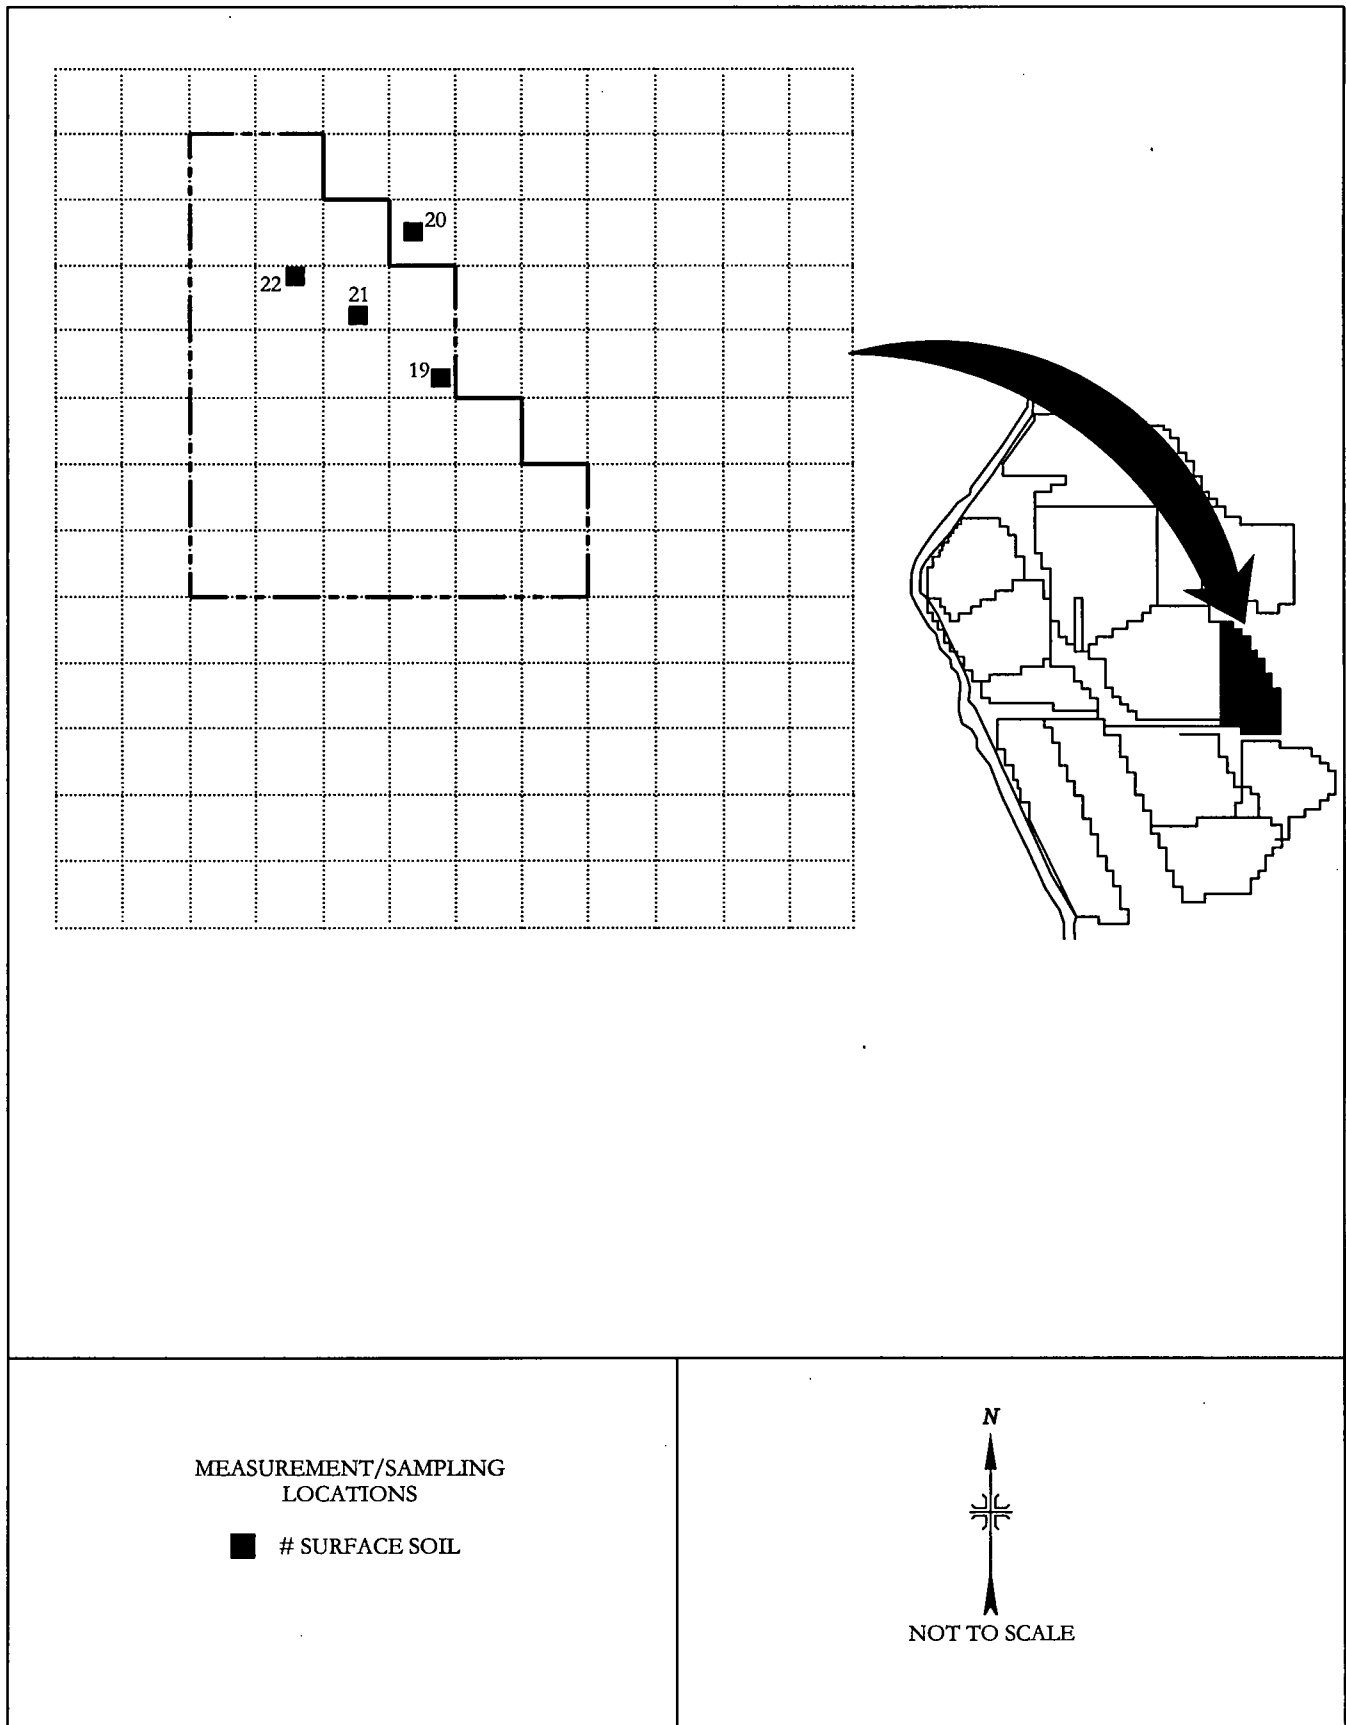 20
22
21
19
MEASUREMENT/SAMPLING
LOCATIONS
# SURFACE SOIL
N
NOT TO SCALE